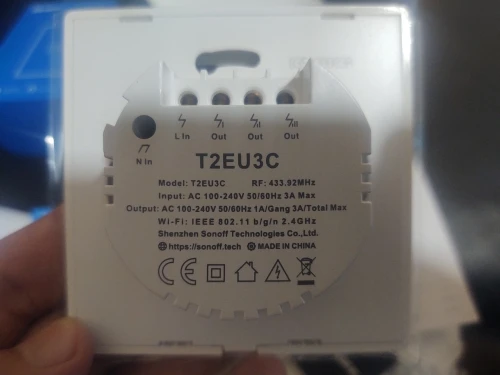 L In Out Out Out
N In
T2EU3C
Model: T2EU3C RF: 433.92MHz
Input: AC 100-240V 50/60Hz 3A Max
Output: AC 100-240V 50/60Hz 1A/Gang 3A/Total Max
Wi-Fi: IEEE 802.11 b/g/n 2.4GHz
Shenzhen Sonoff Technologies Co.,Ltd.
https://sonoff.tech MADE IN CHINA
CE